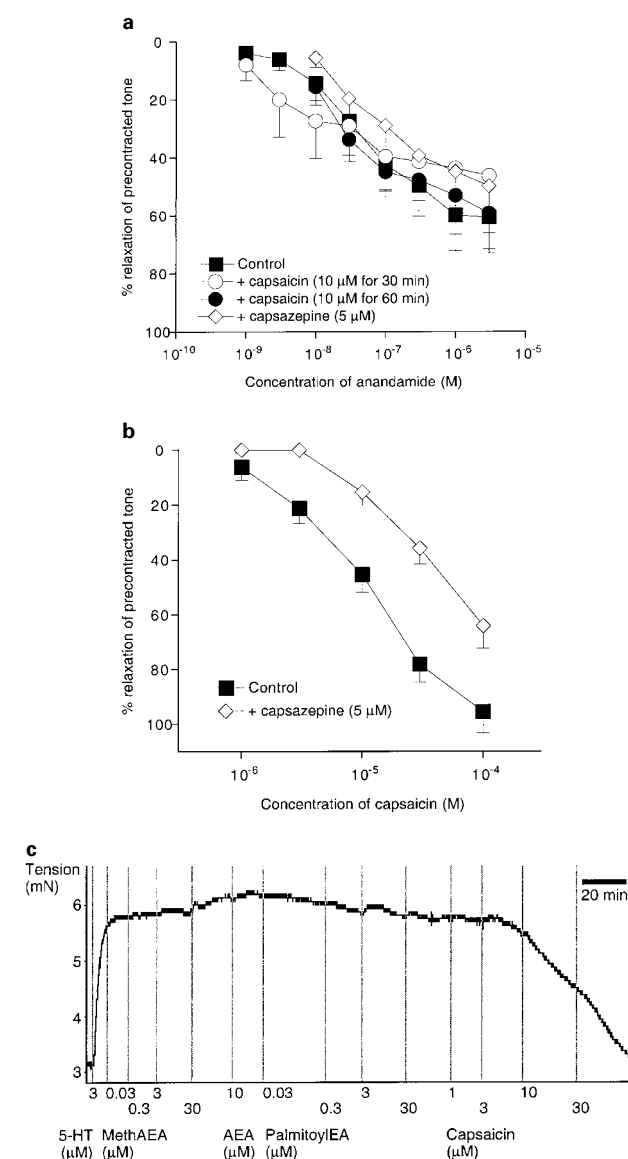 a
% relaxation of precontracted tone
0
20
40
60
80
100
Control
+ capsaicin (10 μM for 30 min)
+ capsaicin (10 μM for 60 min)
+ capsazepine (5 μM)
10-10 10-9 10-8 10-7 10-6 10-5
Concentration of anandamide (M)
b
% relaxation of precontracted tone
0
20
40
60
80
100
Control
+ capsazepine (5 μM)
10-6 10-5 10-4
Concentration of capsaicin (M)
c
Tension
(mN)
20 min
6
5
4
3
3 0.03 3 10 0.03 3 1 10
0.3 30 0.3 30 3 30
5-HT MethAEA AEA PalmitoylEA Capsaicin
(μM) (μM) (μM) (μM) (μM)